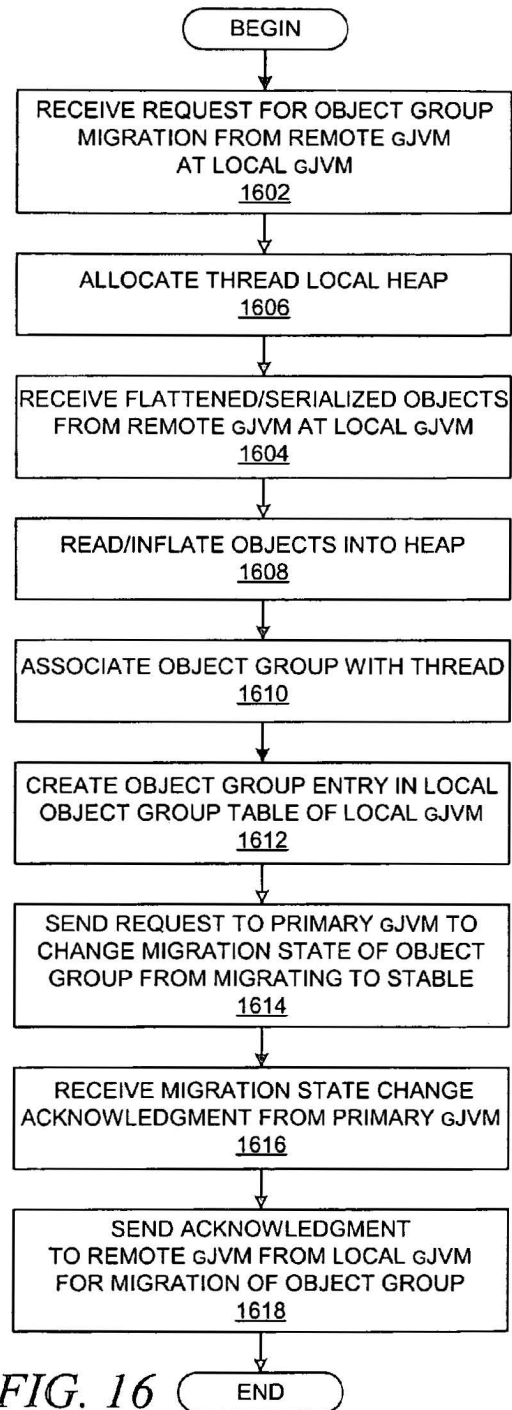 BEGIN
RECEIVE REQUEST FOR OBJECT GROUP
MIGRATION FROM REMOTE GJVM
AT LOCAL GJVM
1602
ALLOCATE THREAD LOCAL HEAP
1606
RECEIVE FLATTENED/SERIALIZED OBJECTS
FROM REMOTE GJVM AT LOCAL GJVM
1604
READ/INFLATE OBJECTS INTO HEAP
1608
ASSOCIATE OBJECT GROUP WITH THREAD
1610
CREATE OBJECT GROUP ENTRY IN LOCAL
OBJECT GROUP TABLE OF LOCAL GJVM
1612
SEND REQUEST TO PRIMARY GJVM TO
CHANGE MIGRATION STATE OF OBJECT
GROUP FROM MIGRATING TO STABLE
1614
RECEIVE MIGRATION STATE CHANGE
ACKNOWLEDGMENT FROM PRIMARY GJVM
1616
SEND ACKNOWLEDGMENT
TO REMOTE GJVM FROM LOCAL GJVM
FOR MIGRATION OF OBJECT GROUP
1618
FIG. 16
END